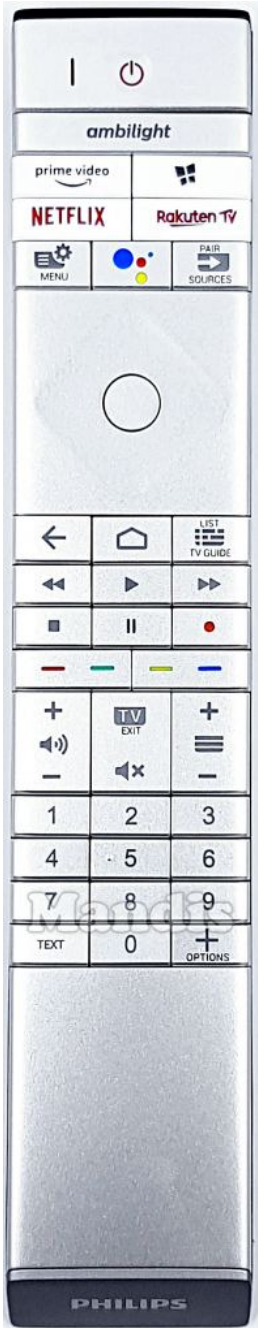 ambilight
prime video
NETFLIX Rakuten TV
MENU PAIR SOURCES
LIST
TV GUIDE
TV
EXIT
1 2 3
4 5 6
7 8 9
Mandis
TEXT 0 OPTIONS
PHILIPS